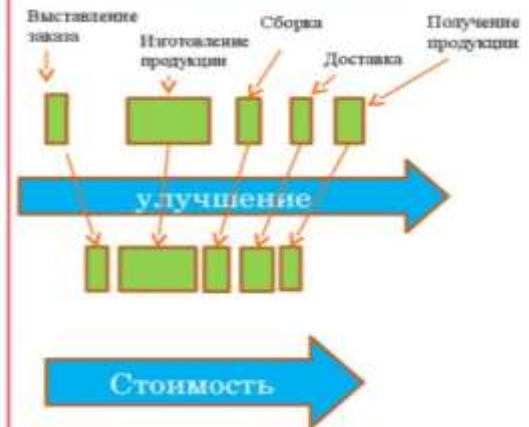 Выставление
заказа
Изготовление
продукции
Сборка
Доставка
Получение
продукции
улучшение
Стоимость